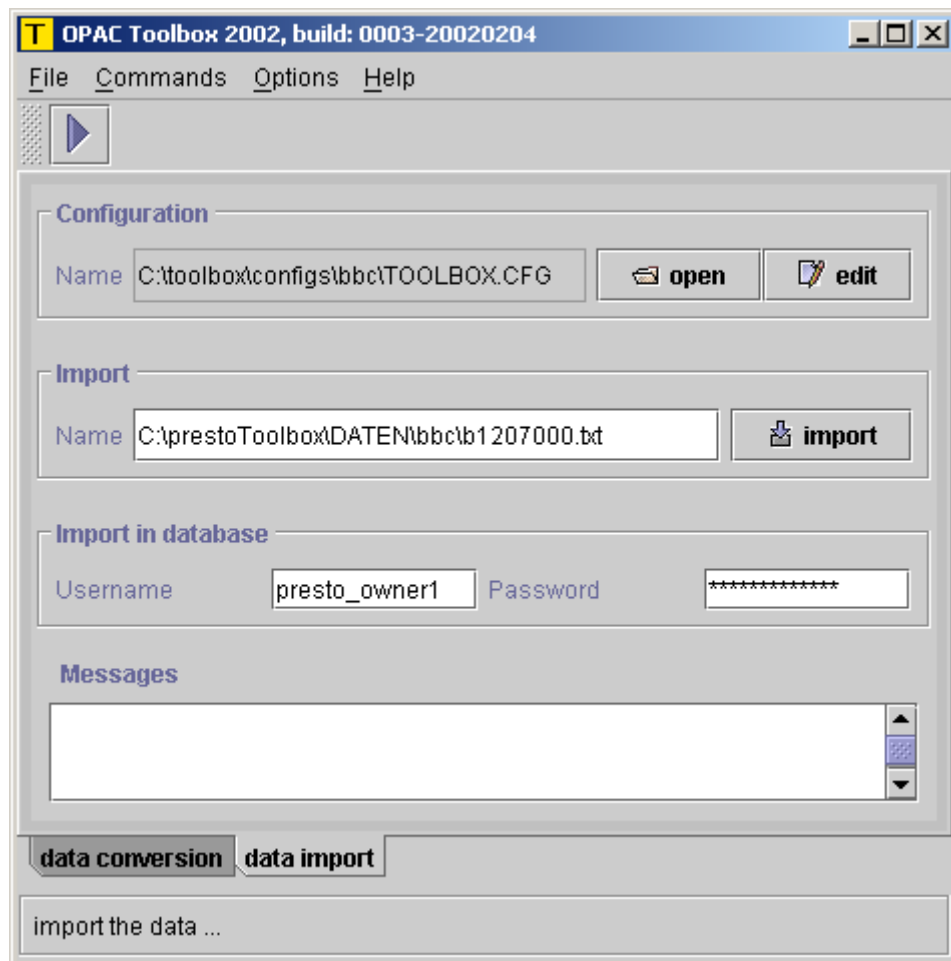 T OPAC Toolbox 2002, build: 0003-20020204
File Commands Options Help
Configuration
Name C:\toolbox\configs\bbc\TOOLBOX.CFG open edit
Import
Name C:\prestoToolbox\DATEN\bbc\b1207000.txt import
Import in database
Username presto_owner1 Password *************
Messages
data conversion data import
import the data ...